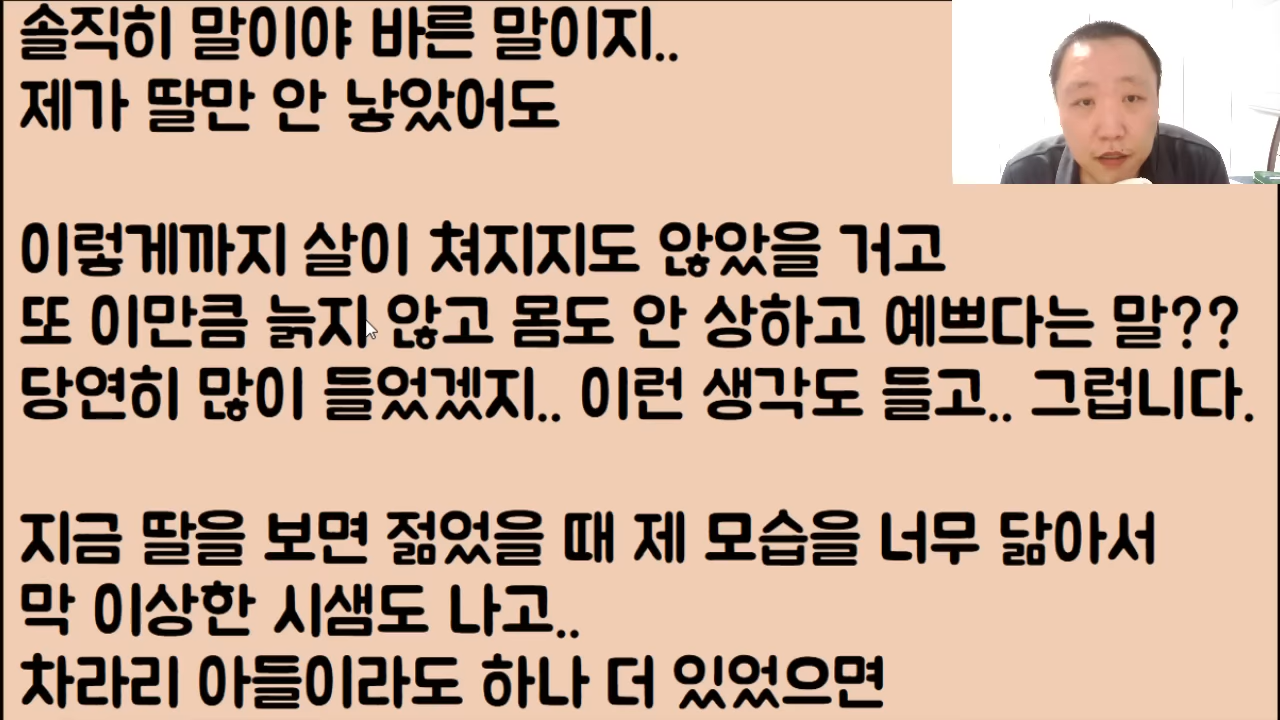 솔직히 말이야 바른 말이지..
제가 딸만 안 낳았어도
이렇게까지 살이 쳐지지도 않았을 거고
또 이만큼 늙지 않고 몸도 안 상하고 예쁘다는 말??
당연히 많이 들었겠지.. 이런 생각도 들고.. 그럽니다.
지금 딸을 보면 젊었을 때 제 모습을 너무 닮아서
막 이상한 시샘도 나고..
차라리 아들이라도 하나 더 있었으면